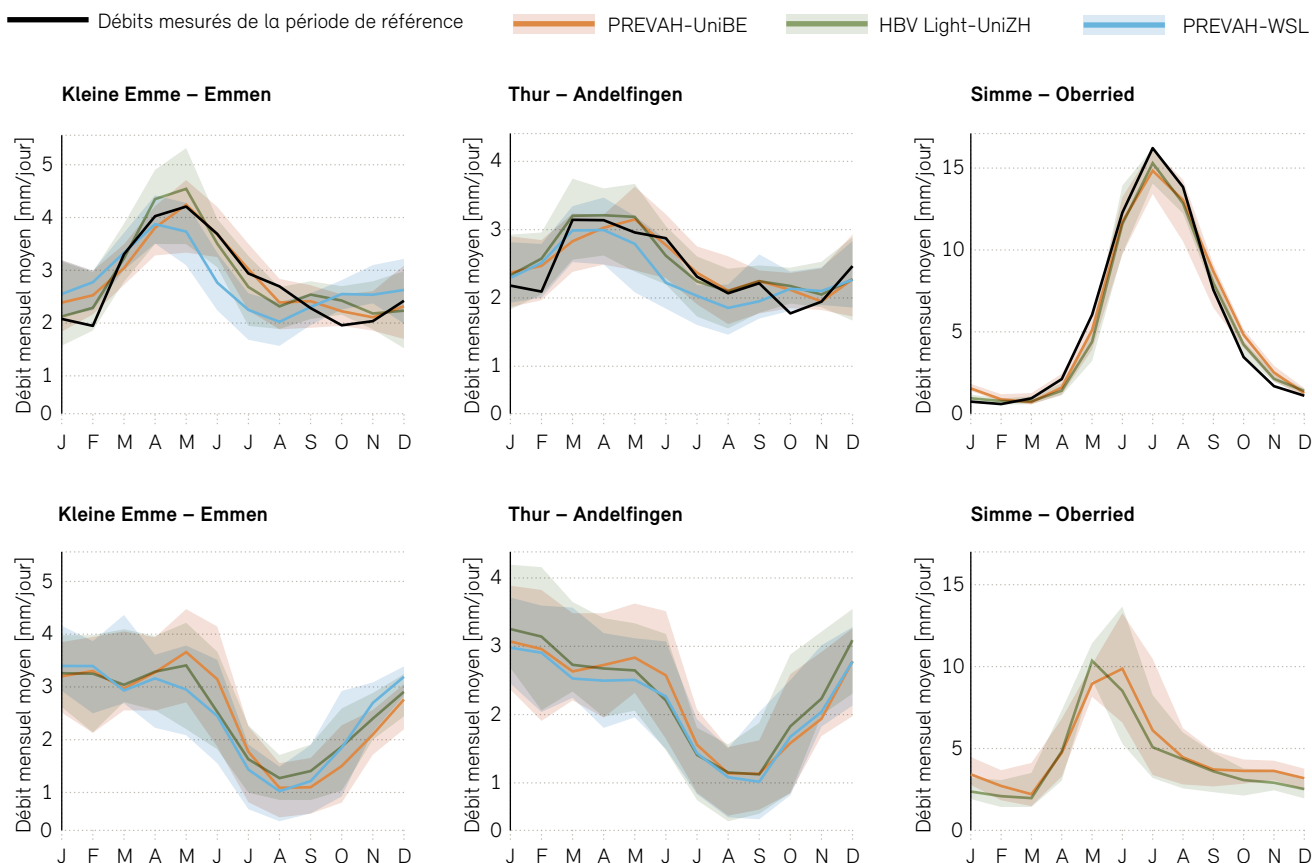 Débits mesurés de la période de référence PREVAH-UniBE HBV Light-UniZH PREVAH-WSL
Kleine Emme – Emmen
Débit mensuel moyen [mm/jour]
5
4
3
2
1
0
J F M A M J J A S O N D
Thur – Andelfingen
Débit mensuel moyen [mm/jour]
4
3
2
1
0
J F M A M J J A S O N D
Simme – Oberried
Débit mensuel moyen [mm/jour]
15
10
5
0
J F M A M J J A S O N D
Kleine Emme – Emmen
Débit mensuel moyen [mm/jour]
5
4
3
2
1
0
J F M A M J J A S O N D
Thur – Andelfingen
Débit mensuel moyen [mm/jour]
4
3
2
1
0
J F M A M J J A S O N D
Simme – Oberried
Débit mensuel moyen [mm/jour]
15
10
5
0
J F M A M J J A S O N D